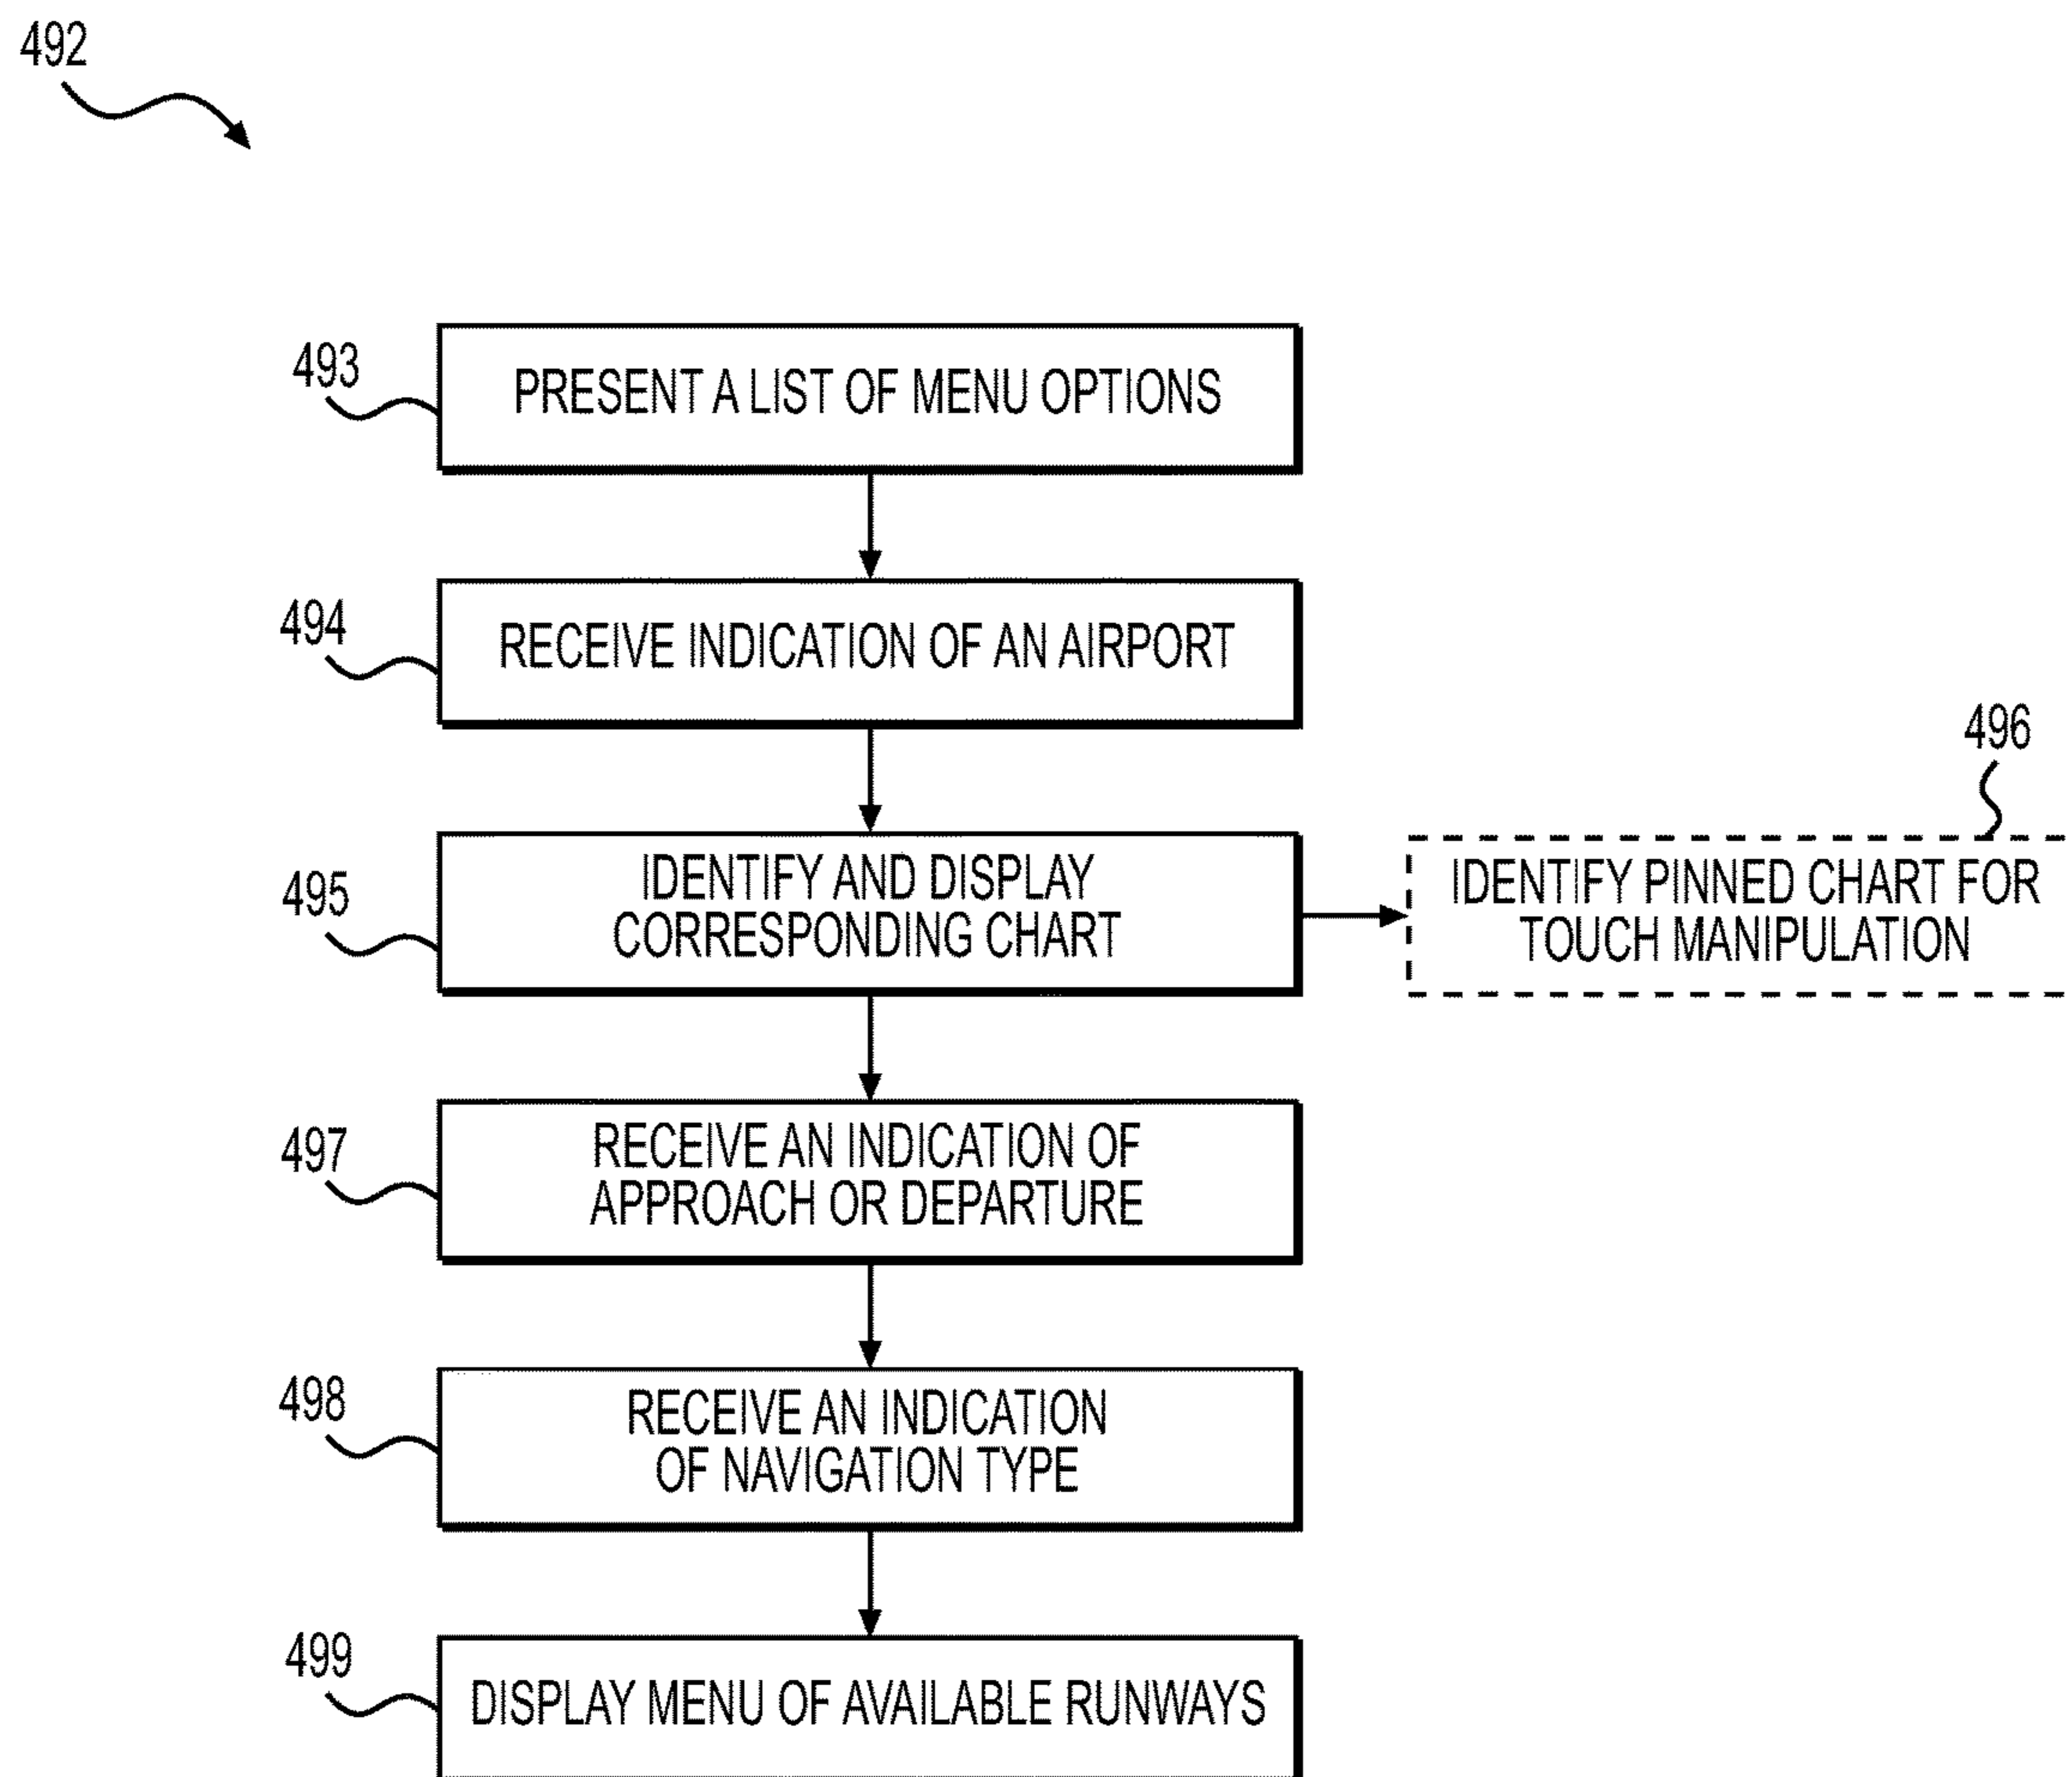 492
493
PRESENT A LIST OF MENU OPTIONS
494
RECEIVE INDICATION OF AN AIRPORT
495
IDENTIFY AND DISPLAY
CORRESPONDING CHART
496
IDENTIFY PINNED CHART FOR
TOUCH MANIPULATION
497
RECEIVE AN INDICATION OF
APPROACH OR DEPARTURE
498
RECEIVE AN INDICATION
OF NAVIGATION TYPE
499
DISPLAY MENU OF AVAILABLE RUNWAYS